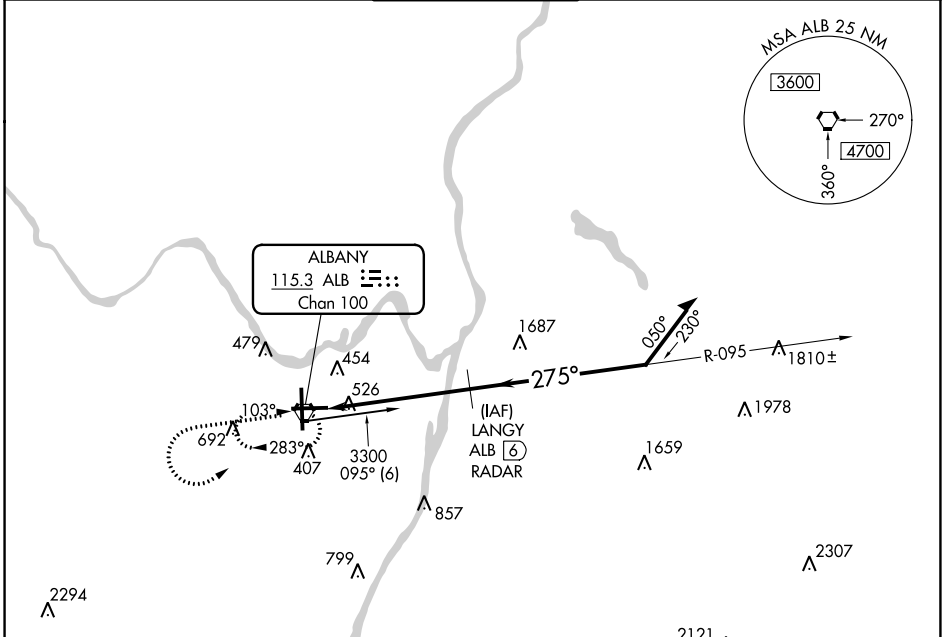 MSA ALB 25 NM
3600
270°
4700
360°
ALBANY
115.3 ALB
Chan 100
1687
479
454
050°
230°
R-095
1810±
275°
526
(IAF)
LANGY
ALB 6
RADAR
103°
692
283°
407
3300
095° (6)
1978
1659
857
799
2307
2294
2121